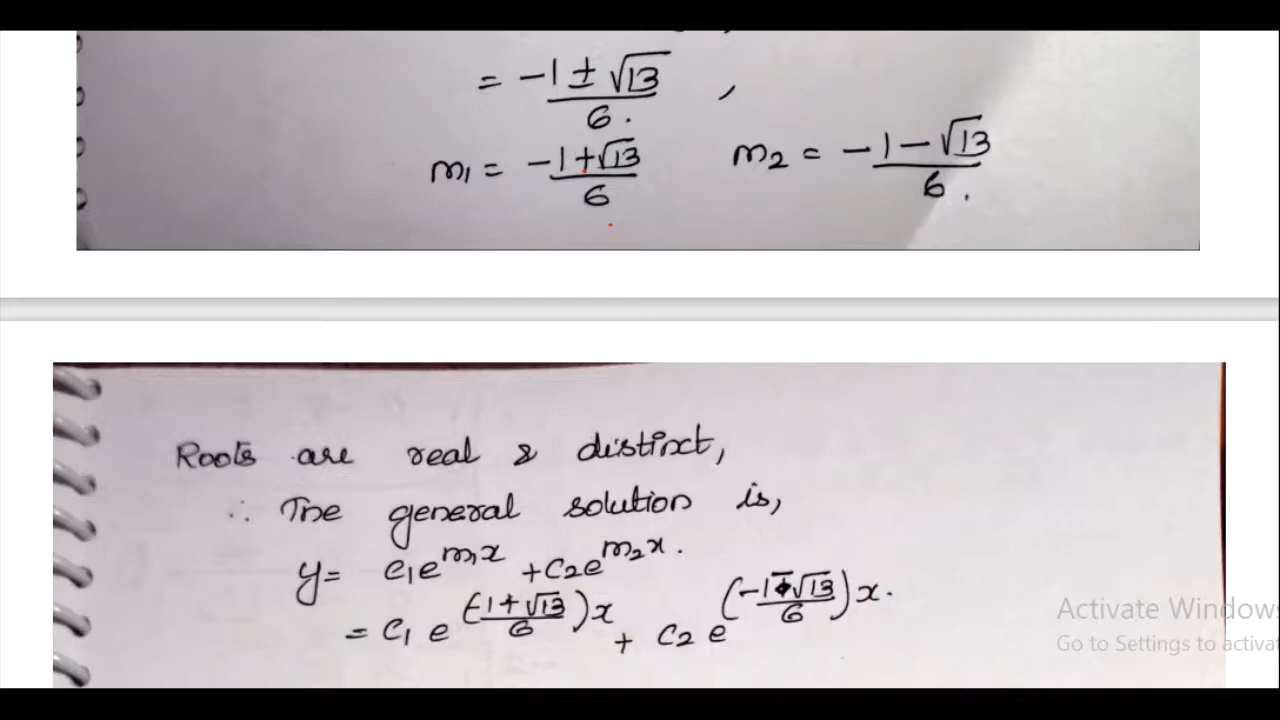 = -1 ± √13 / 6 . ,
m₁ = -1 + √13 / 6    m₂ = -1 - √13 / 6 .
Roots are real & distinct,
∴ The general solution is,
y = c₁e^{m₁x} + c₂e^{m₂x} .
= c₁ e^{(-1 + √13 / 6)x} + c₂ e^{(-1 - √13 / 6)x} .
Activate Windows
Go to Settings to activat